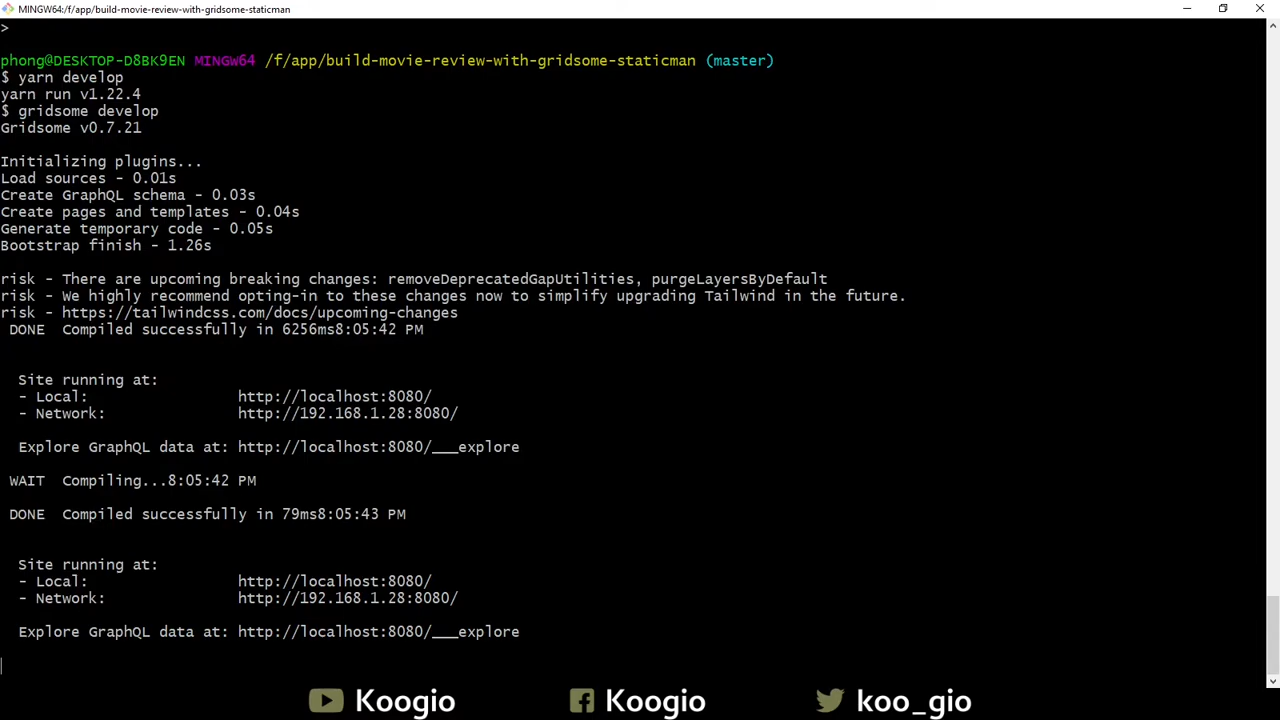 MINGW64:/f/app/build-movie-review-with-gridsome-staticman
>
phong@DESKTOP-D8BK9EN MINGW64 /f/app/build-movie-review-with-gridsome-staticman (master)
$ yarn develop
yarn run v1.22.4
$ gridsome develop
Gridsome v0.7.21
Initializing plugins...
Load sources - 0.01s
Create GraphQL schema - 0.03s
Create pages and templates - 0.04s
Generate temporary code - 0.05s
Bootstrap finish - 1.26s
risk - There are upcoming breaking changes: removeDeprecatedGapUtilities, purgeLayersByDefault
risk - We highly recommend opting-in to these changes now to simplify upgrading Tailwind in the future.
risk - https://tailwindcss.com/docs/upcoming-changes
DONE  Compiled successfully in 6256ms8:05:42 PM
Site running at:
- Local: http://localhost:8080/
- Network: http://192.168.1.28:8080/
Explore GraphQL data at: http://localhost:8080/___explore
WAIT  Compiling...8:05:42 PM
DONE  Compiled successfully in 79ms8:05:43 PM
Site running at:
- Local: http://localhost:8080/
- Network: http://192.168.1.28:8080/
Explore GraphQL data at: http://localhost:8080/___explore
Koogio Koogio koo_gio